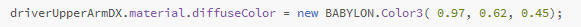 driverUpperArmDX.material.diffuseColor = new BABYLON.Color3( 0.97, 0.62, 0.45);